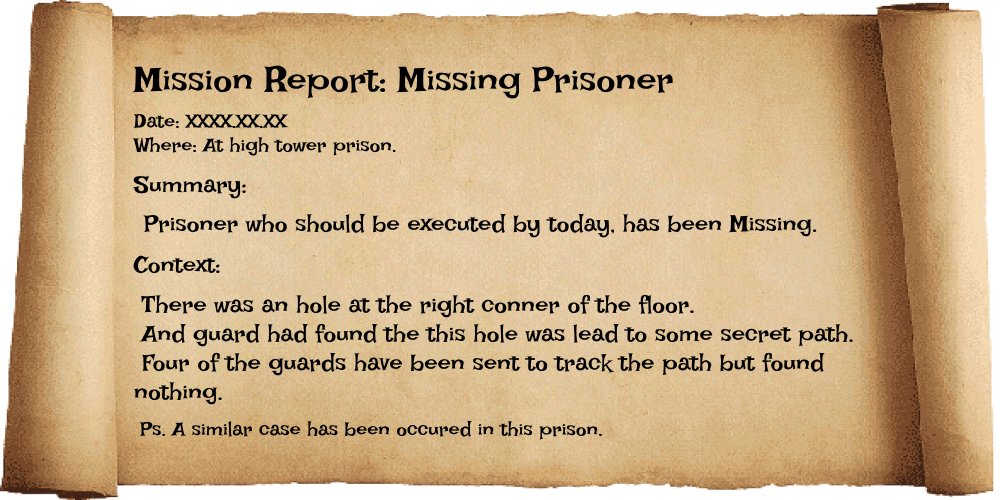 Mission Report: Missing Prisoner
Date: XXXX.XX.XX
Where: At high tower prison.
Summary:
Prisoner who should be executed by today, has been Missing.
Context:
There was an hole at the right conner of the floor.
And guard had found the this hole was lead to some secret path.
Four of the guards have been sent to track the path but found
nothing.
Ps. A similar case has been occured in this prison.